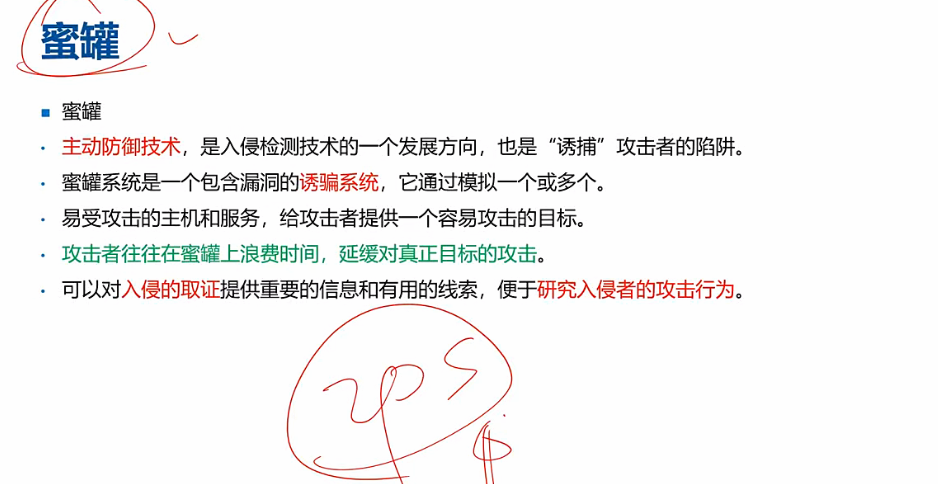 蜜罐
蜜罐
主动防御技术，是入侵检测技术的一个发展方向，也是“诱捕”攻击者的陷阱。
蜜罐系统是一个包含漏洞的诱骗系统，它通过模拟一个或多个。
易受攻击的主机和服务，给攻击者提供一个容易攻击的目标。
攻击者往往在蜜罐上浪费时间，延缓对真正目标的攻击。
可以对入侵的取证提供重要的信息和有用的线索，便于研究入侵者的攻击行为。